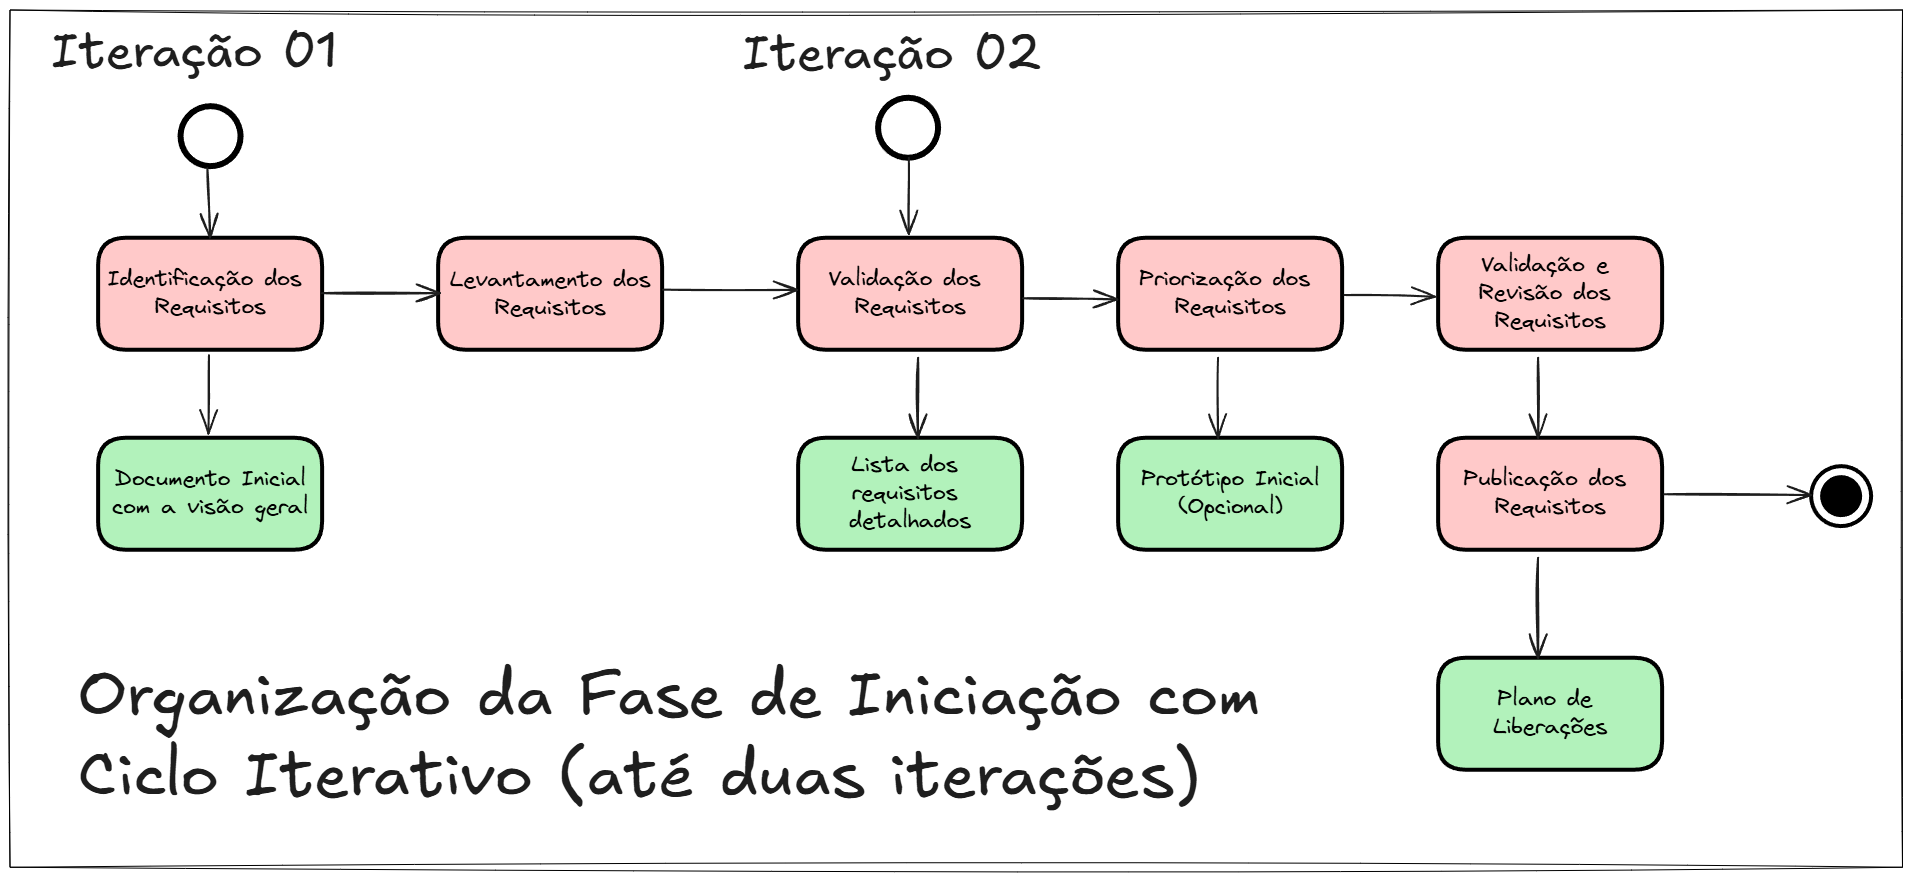 Iteração 01
Iteração 02
Identificação dos
Requisitos
Levantamento dos
Requisitos
Validação dos
Requisitos
Priorização dos
Requisitos
Validação e
Revisão dos
Requisitos
Documento Inicial
com a visão geral
Lista dos
requisitos
detalhados
Protótipo Inicial
(Opcional)
Publicação dos
Requisitos
Plano de
Liberações
Organização da Fase de Iniciação com
Ciclo Iterativo (até duas iterações)